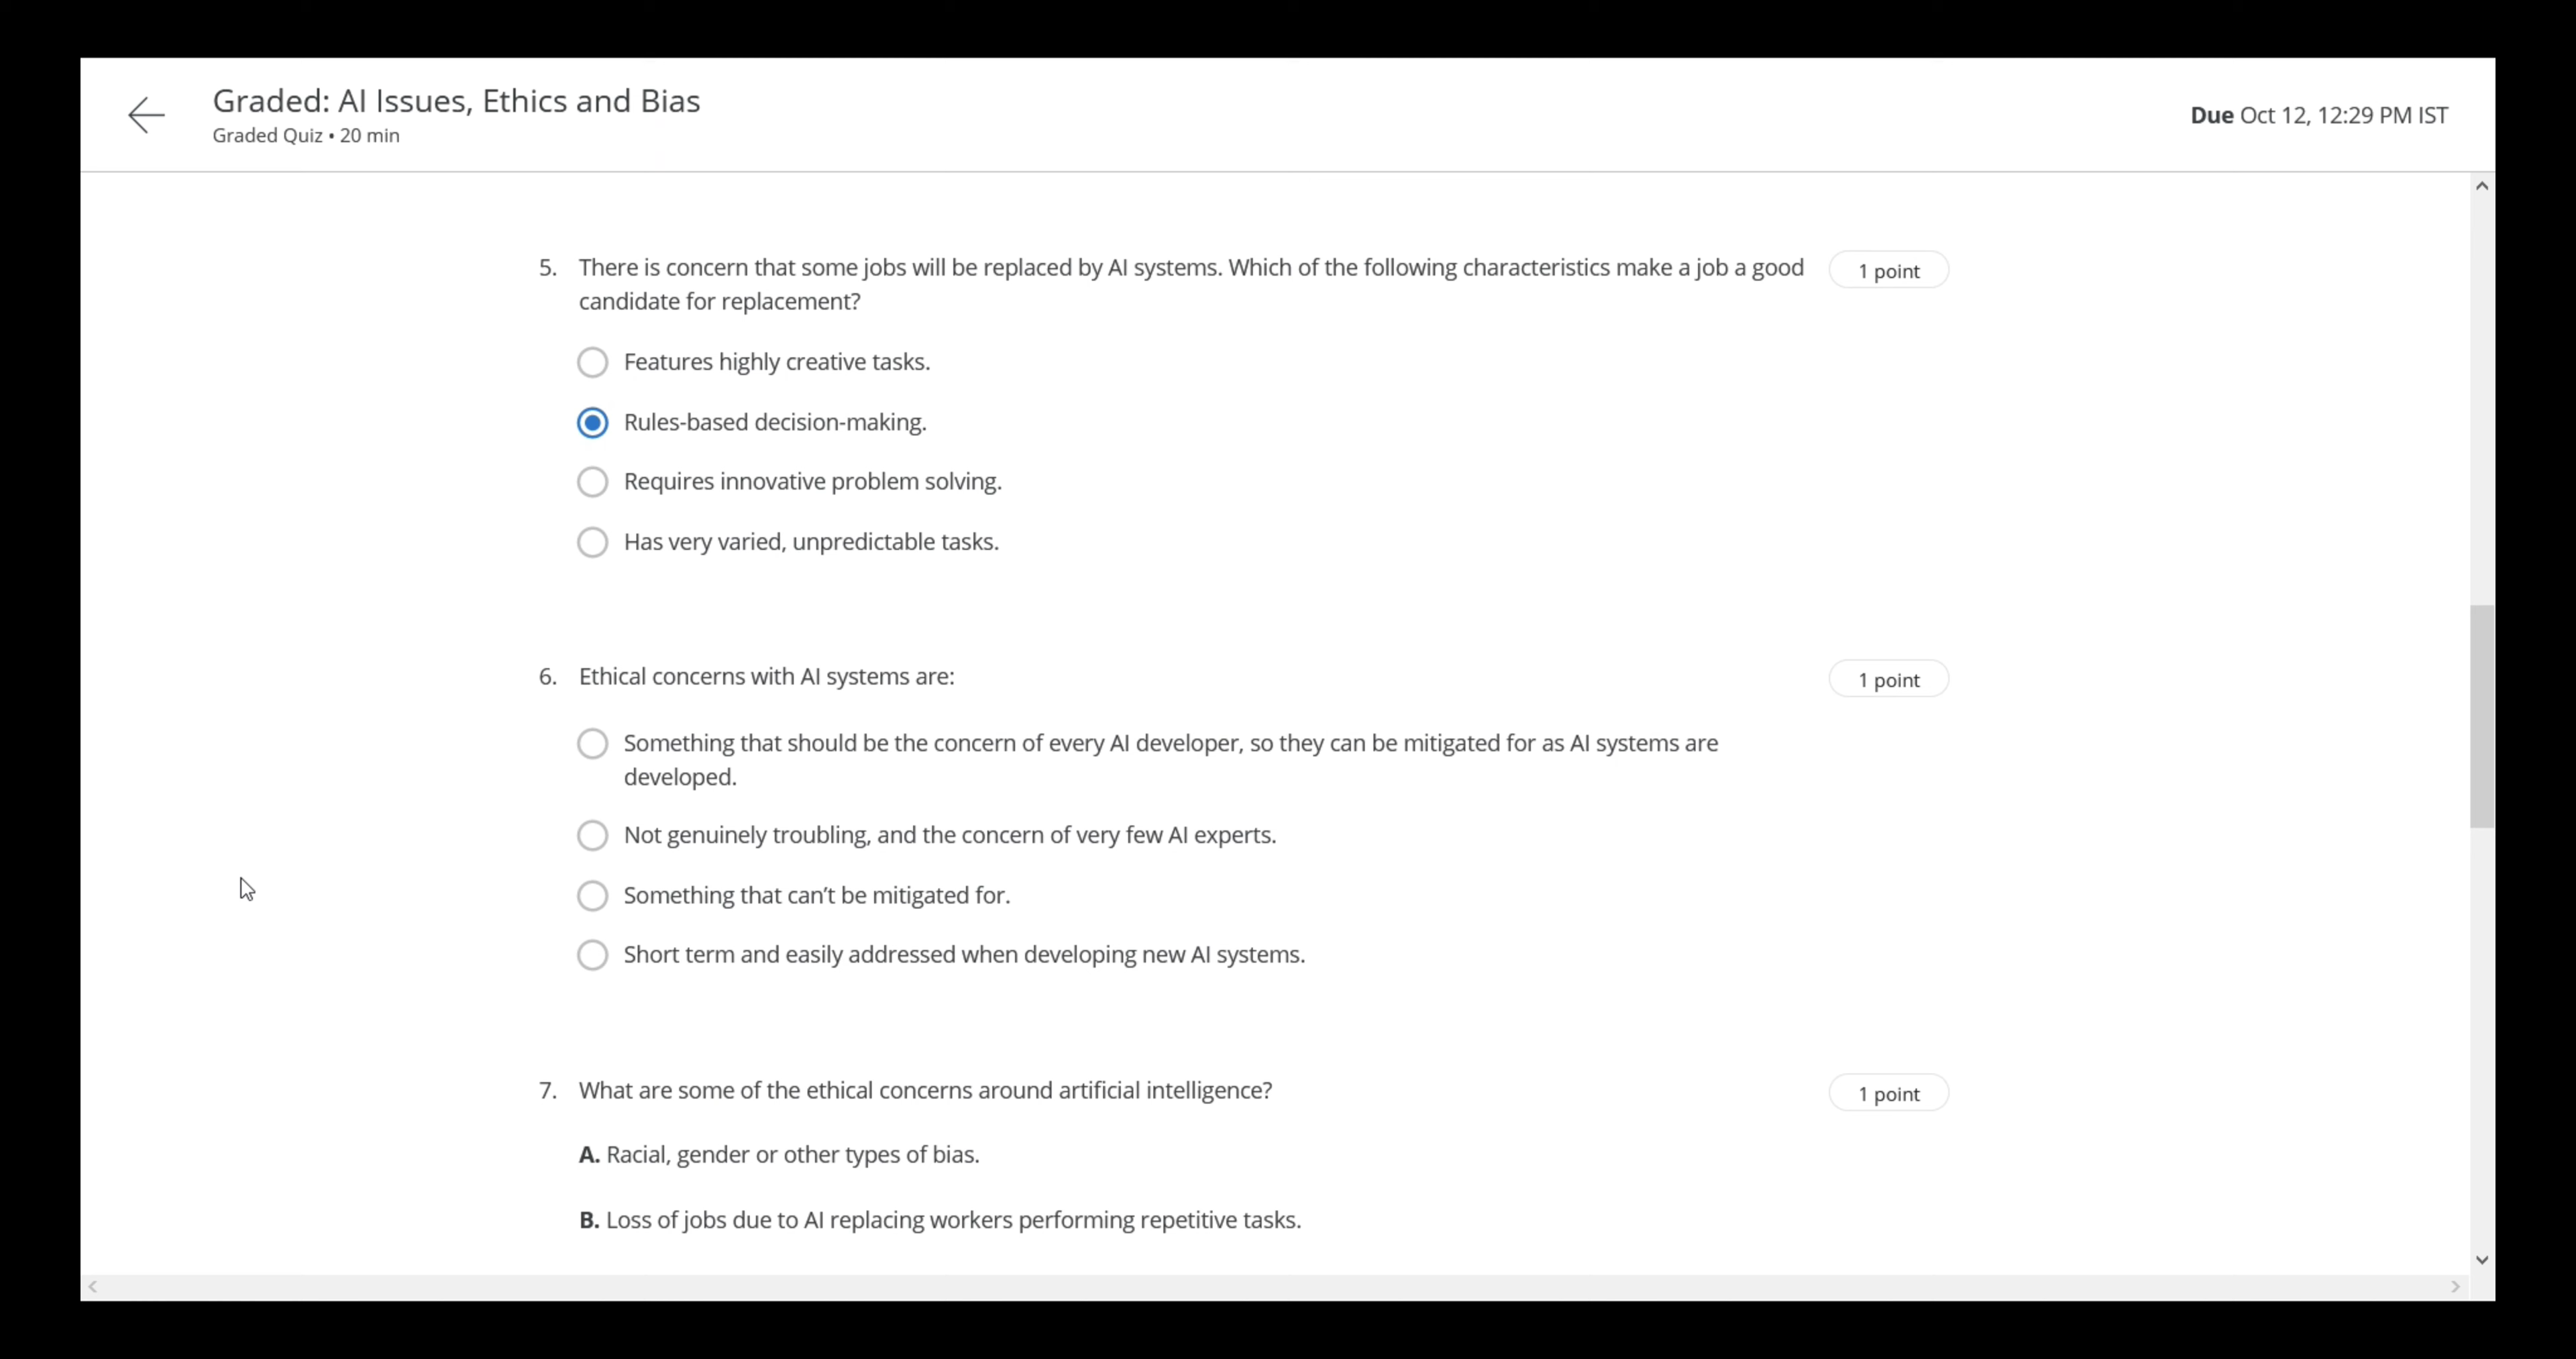 Graded: AI Issues, Ethics and Bias
Graded Quiz • 20 min
Due Oct 12, 12:29 PM IST
5. There is concern that some jobs will be replaced by AI systems. Which of the following characteristics make a job a good
candidate for replacement?
1 point
Features highly creative tasks.
Rules-based decision-making.
Requires innovative problem solving.
Has very varied, unpredictable tasks.
6. Ethical concerns with AI systems are:
1 point
Something that should be the concern of every AI developer, so they can be mitigated for as AI systems are
developed.
Not genuinely troubling, and the concern of very few AI experts.
Something that can't be mitigated for.
Short term and easily addressed when developing new AI systems.
7. What are some of the ethical concerns around artificial intelligence?
1 point
A. Racial, gender or other types of bias.
B. Loss of jobs due to AI replacing workers performing repetitive tasks.